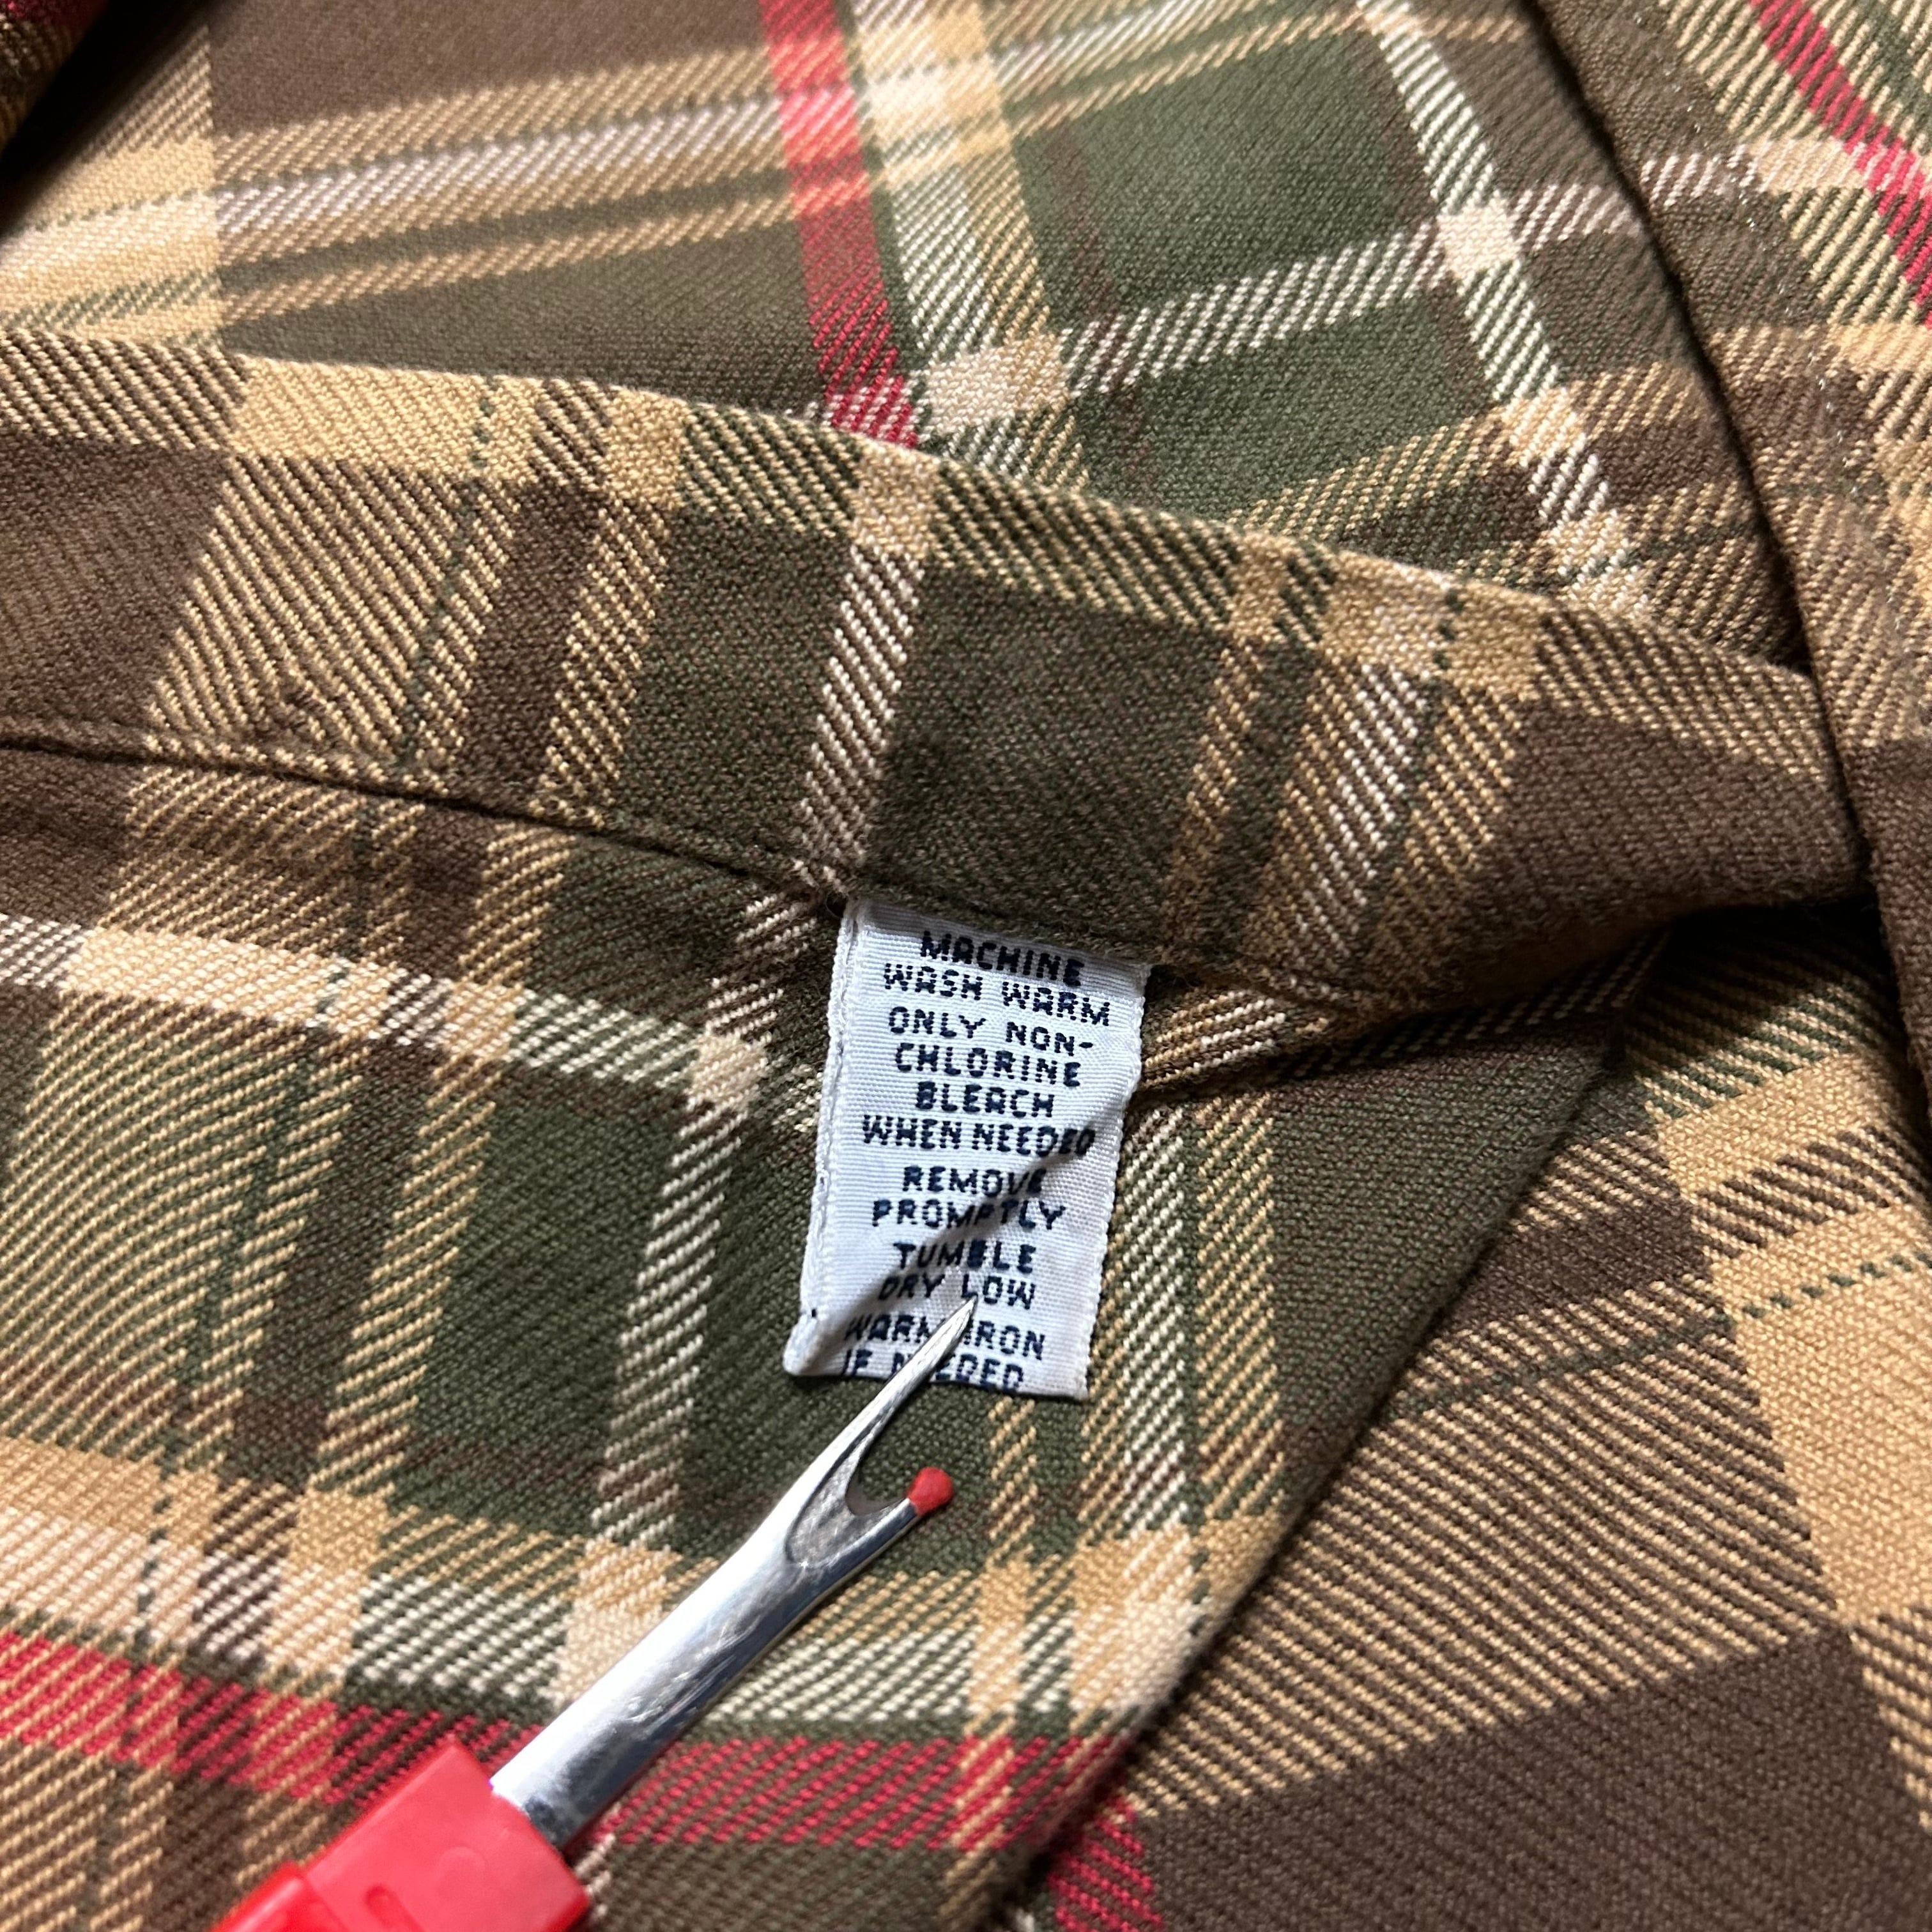 MACHINE
WASH WARM
ONLY NON-
CHLORINE
BLEACH
WHEN NEEDED
REMOVE
PROMPTLY
TUMBLE
DRY LOW
WARM IRON
IF NEEDED